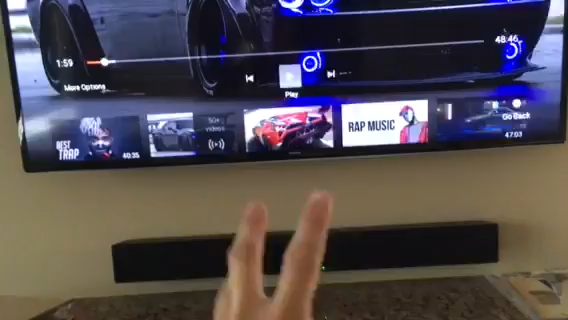 1:59
48:46
More Options
Play
BEST
TRAP
40:35
50+
videos
RAP MUSIC
Go Back
47:03